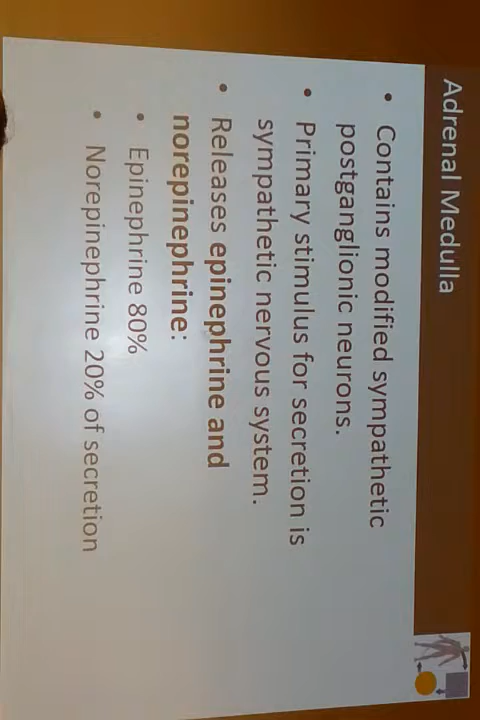 Adrenal Medulla
• Contains modified sympathetic
postganglionic neurons.
• Primary stimulus for secretion is
sympathetic nervous system.
• Releases epinephrine and
norepinephrine:
• Epinephrine 80%
• Norepinephrine 20% of secretion